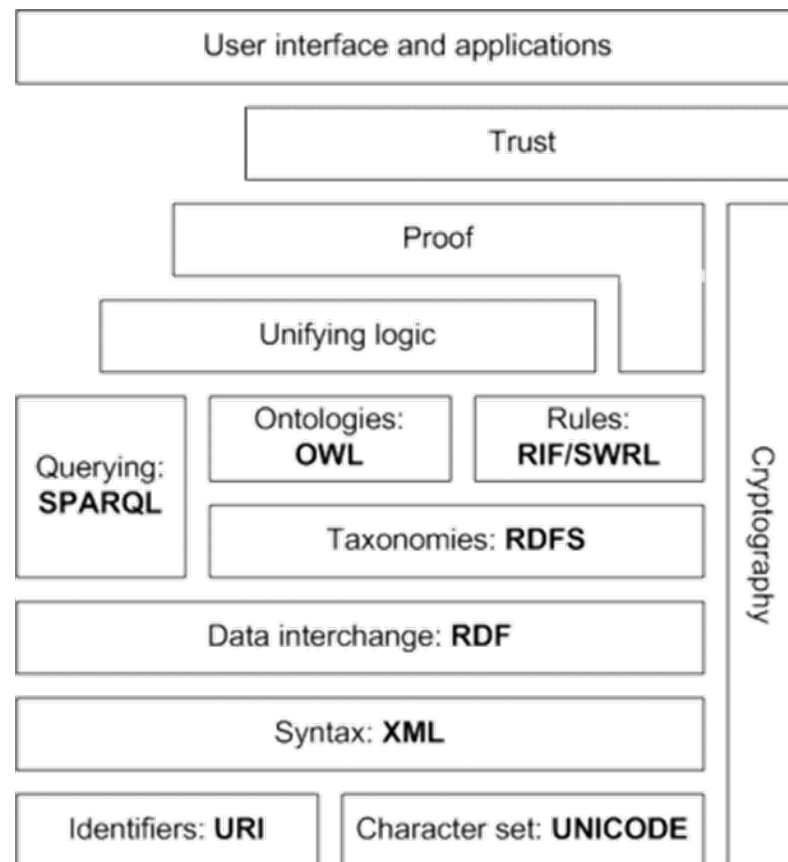 User interface and applications
Trust
Proof
Unifying logic
Ontologies:
OWL
Rules:
RIF/SWRL
Querying:
SPARQL
Taxonomies: RDFS
Cryptography
Data interchange: RDF
Syntax: XML
Identifiers: URI
Character set: UNICODE